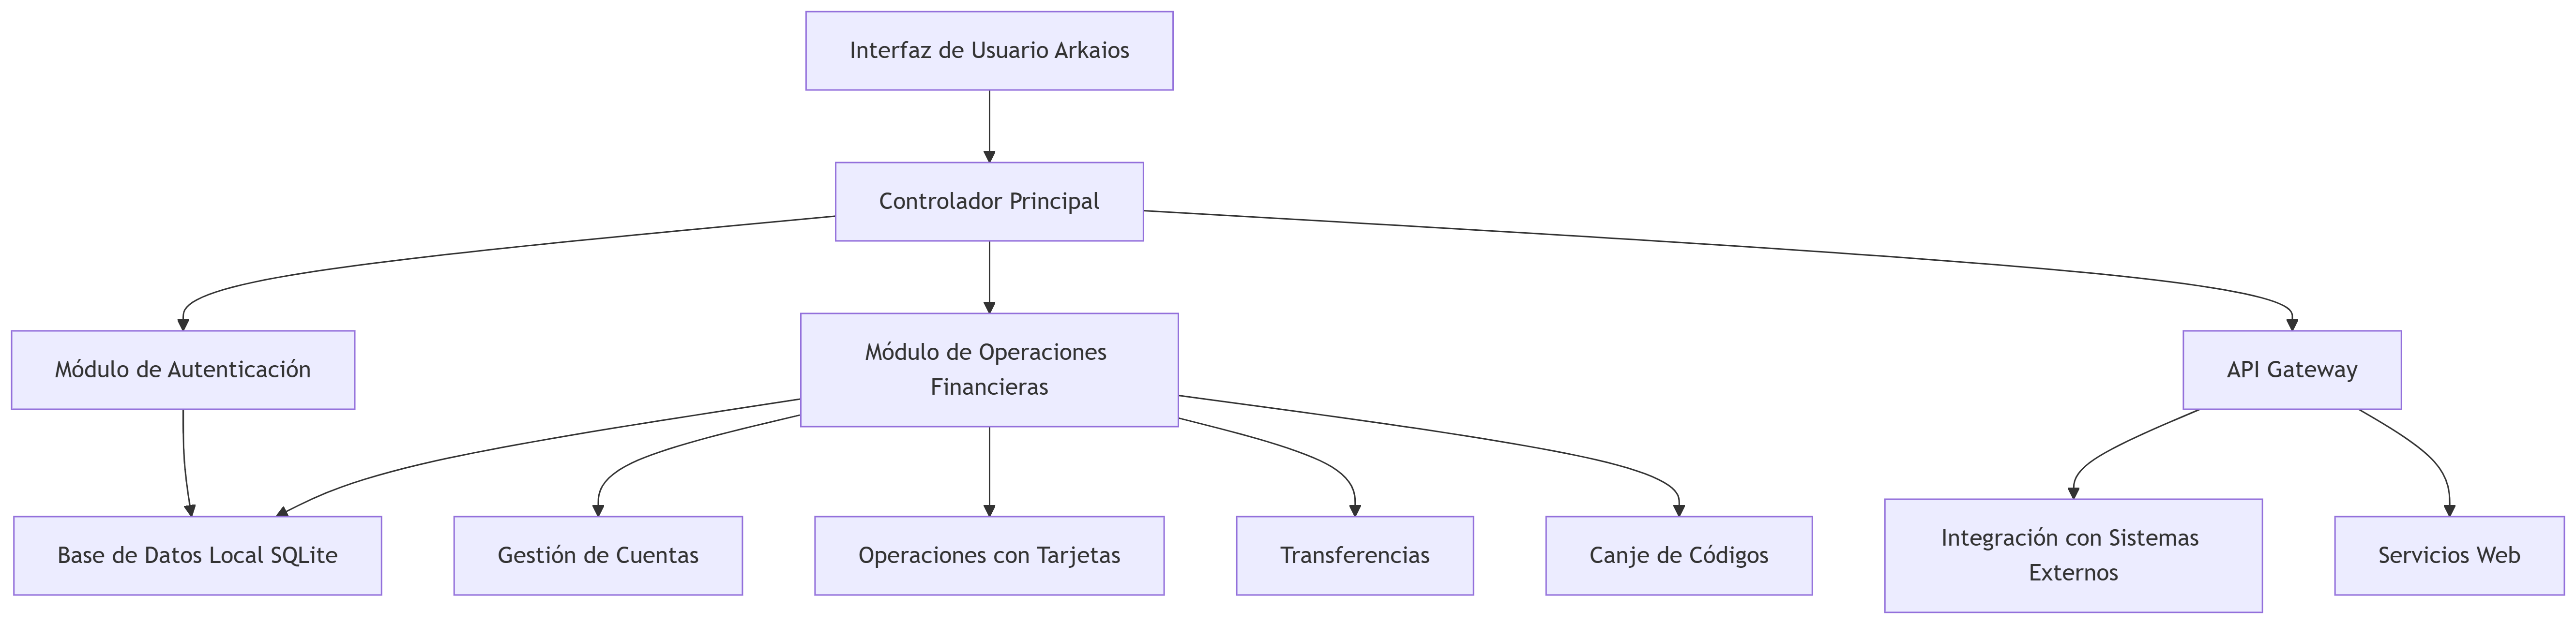 Interfaz de Usuario Arkaios
Controlador Principal
Módulo de Autenticación
Módulo de Operaciones
Financieras
API Gateway
Base de Datos Local SQLite
Gestión de Cuentas
Operaciones con Tarjetas
Transferencias
Canje de Códigos
Integración con Sistemas
Externos
Servicios Web